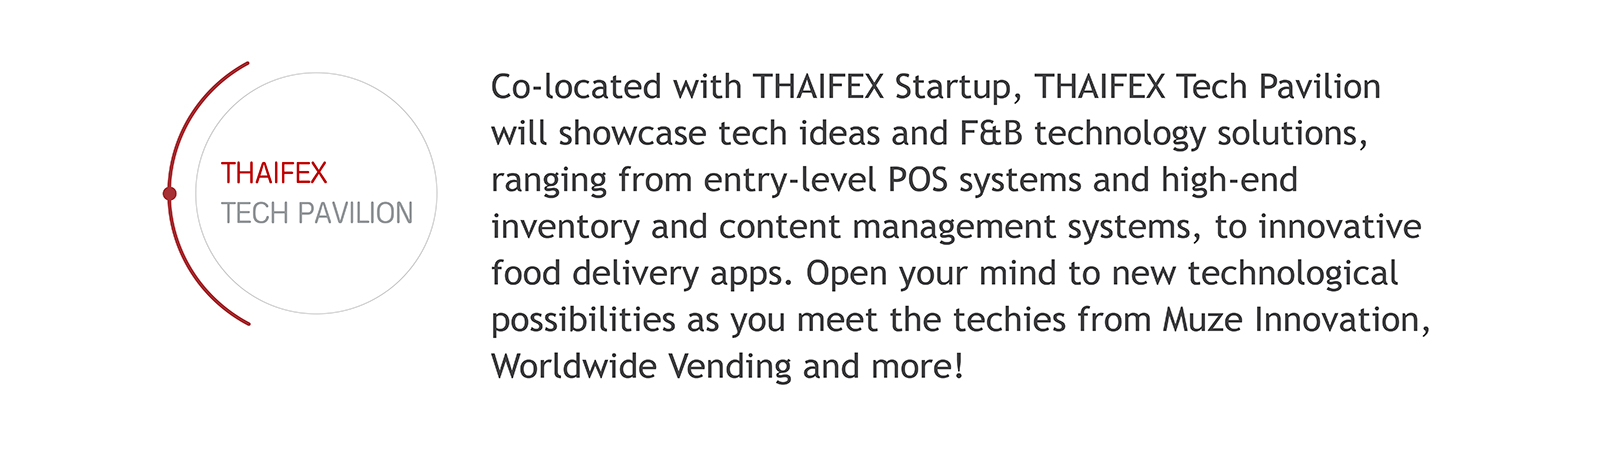 THAIFEX
TECH PAVILION
Co-located with THAIFEX Startup, THAIFEX Tech Pavilion
will showcase tech ideas and F&B technology solutions,
ranging from entry-level POS systems and high-end
inventory and content management systems, to innovative
food delivery apps. Open your mind to new technological
possibilities as you meet the techies from Muze Innovation,
Worldwide Vending and more!